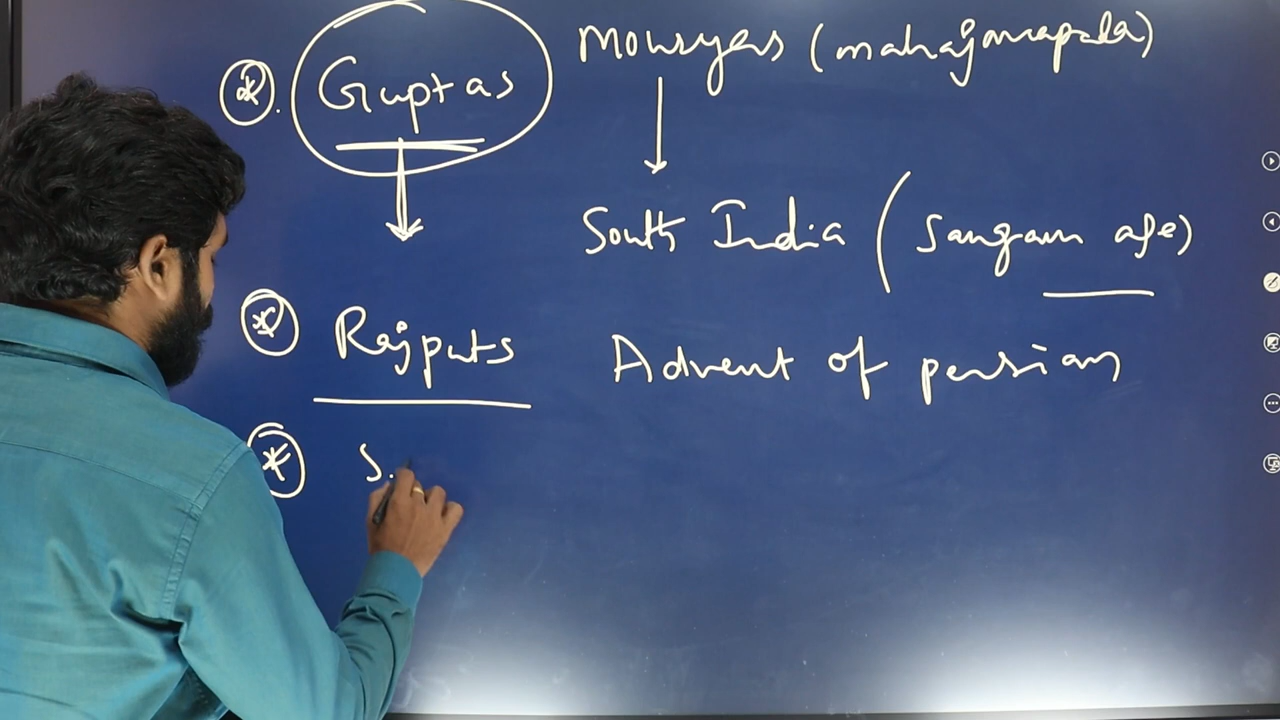 Guptas
Mouryas (mahajanapada)
South India (Sangam age)
Rajputs
Advent of persian
S.